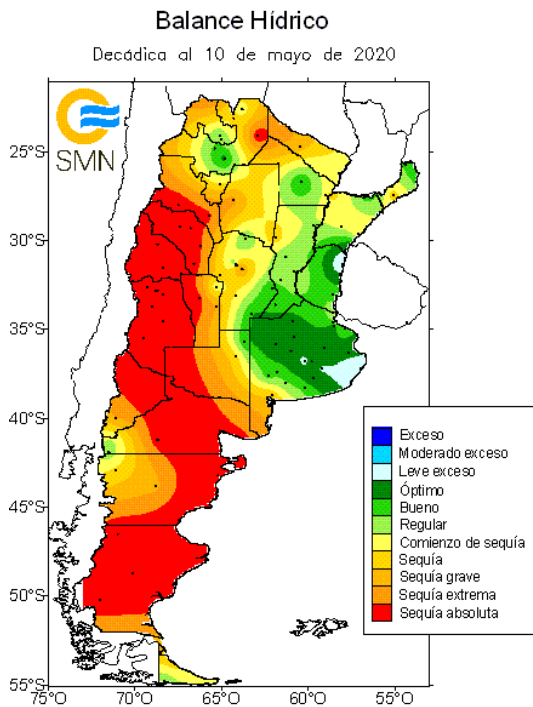 Balance Hídrico
Decádica al 10 de mayo de 2020
SMN
25°S
30°S
35°S
40°S
45°S
50°S
55°S
75°O
70°O
65°O
60°O
55°O
Exceso
Moderado exceso
Leve exceso
Óptimo
Bueno
Regular
Comienzo de sequía
Sequía
Sequía grave
Sequía extrema
Sequía absoluta